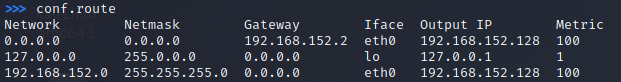 >>> conf.route
Network Netmask Gateway Iface Output IP Metric
0.0.0.0 0.0.0.0 192.168.152.2 eth0 192.168.152.128 100
127.0.0.0 255.0.0.0 0.0.0.0 lo 127.0.0.1 1
192.168.152.0 255.255.255.0 0.0.0.0 eth0 192.168.152.128 100